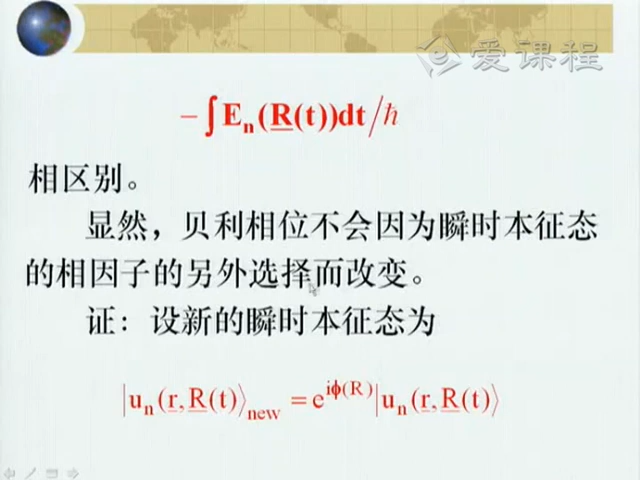 爱课程
−∫Eₙ(R(t))dt/ℏ
相区别。
显然，贝利相位不会因为瞬时本征态
的相因子的另外选择而改变。
证：设新的瞬时本征态为
|uₙ(r,R(t)⟩new = e^{iϕ(R)}|uₙ(r,R(t)⟩